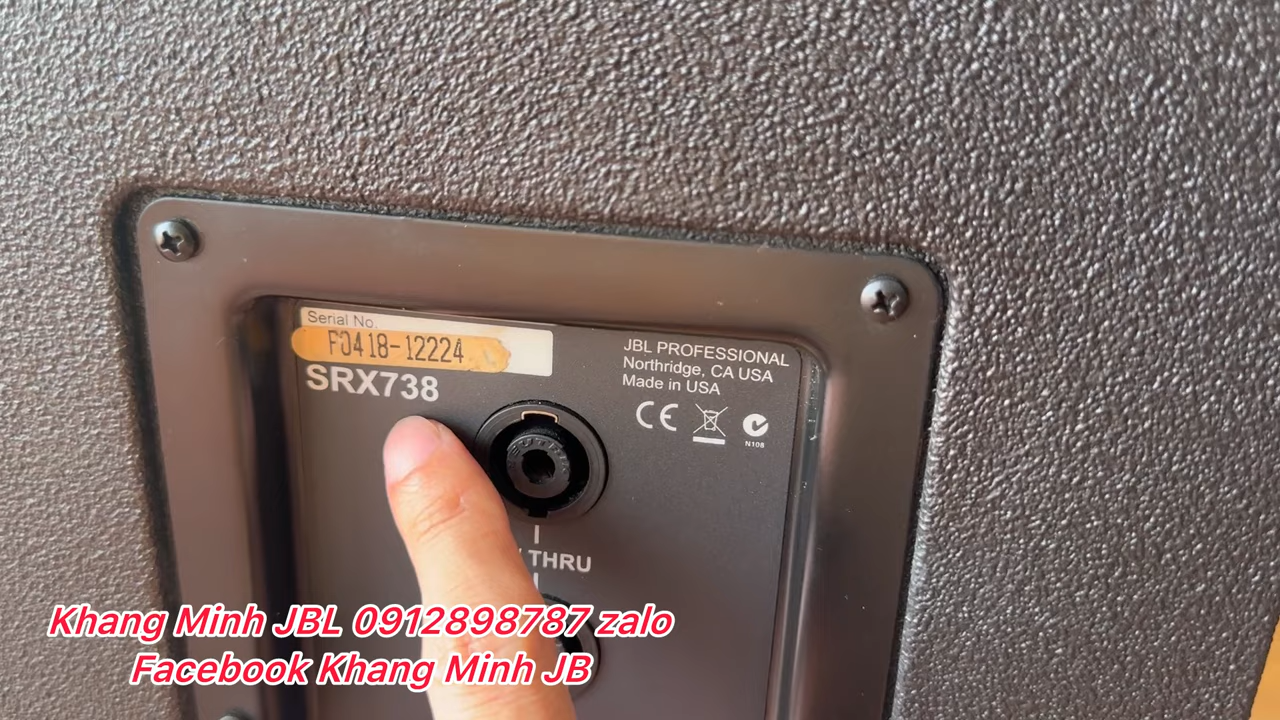 Serial No.
F0418-12224
SRX738
JBL PROFESSIONAL
Northridge, CA USA
Made in USA
CE
N108
THRU
Khang Minh JBL 0912898787 zalo
Facebook Khang Minh JB